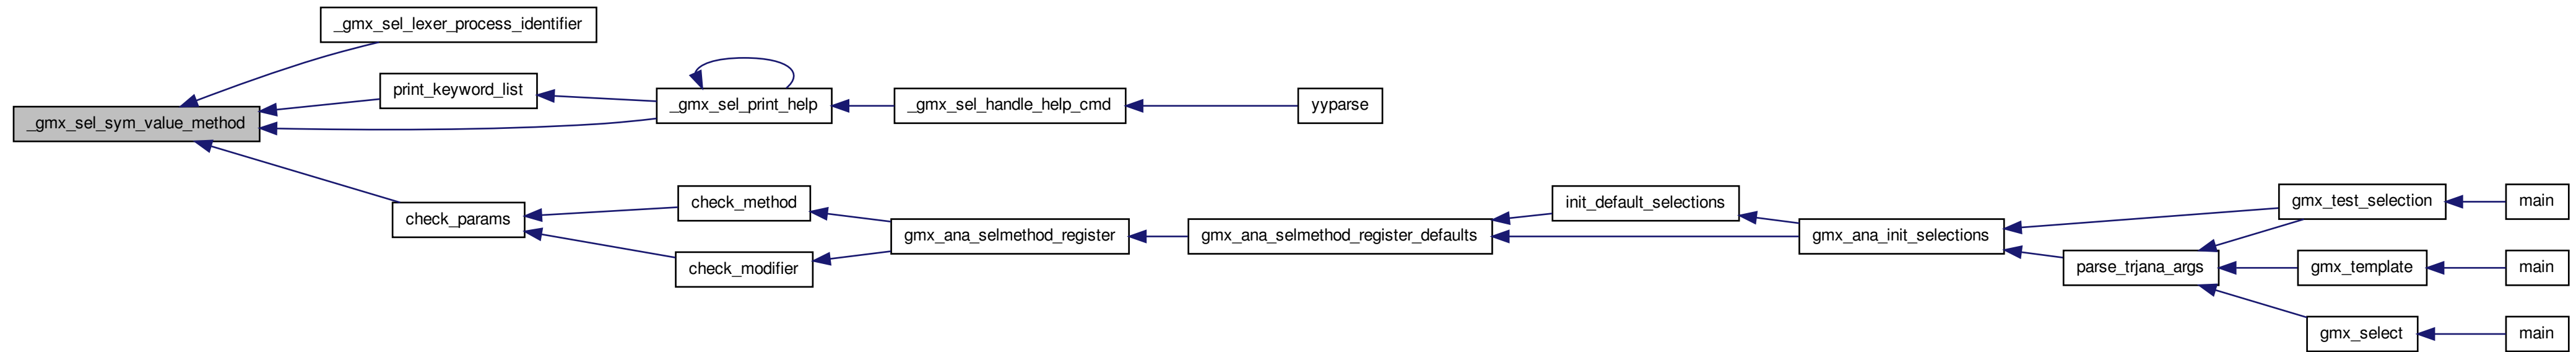 _gmx_sel_lexer_process_identifier
print_keyword_list
_gmx_sel_print_help
_gmx_sel_handle_help_cmd
yyparse
_gmx_sel_sym_value_method
check_params
check_method
check_modifier
gmx_ana_selmethod_register
gmx_ana_selmethod_register_defaults
init_default_selections
gmx_ana_init_selections
gmx_test_selection
main
parse_trjana_args
gmx_template
main
gmx_select
main